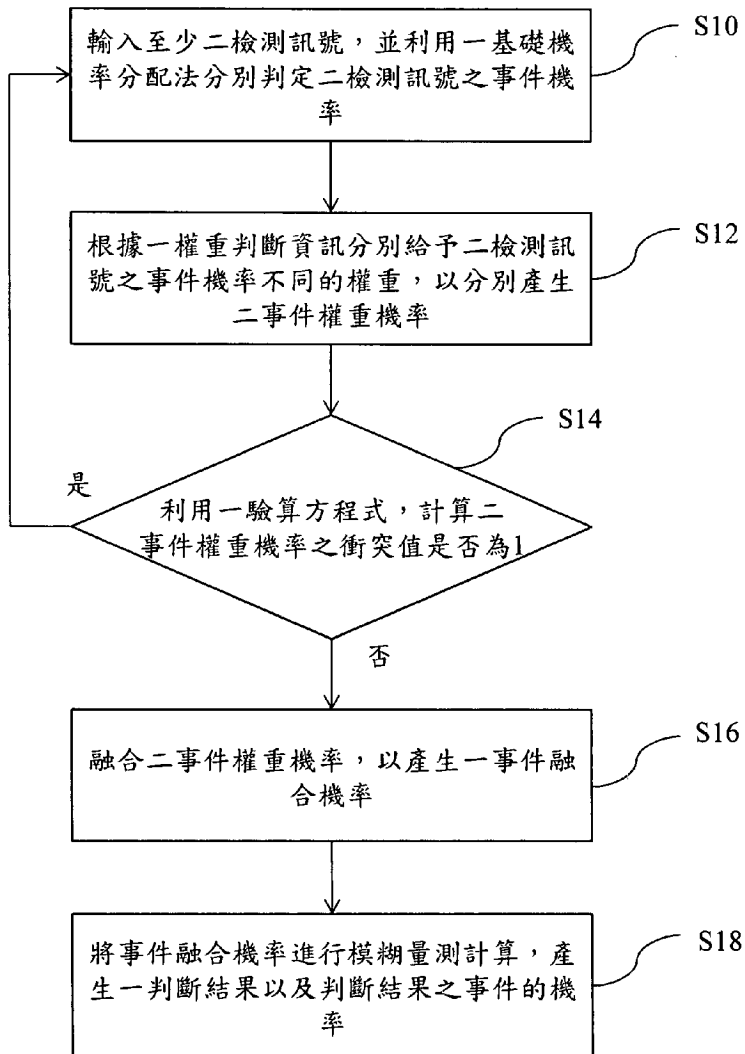 輸入至少二檢測訊號，並利用一基礎機
率分配法分別判定二檢測訊號之事件機
率
S10
根據一權重判斷資訊分別給予二檢測訊
號之事件機率不同的權重，以分別產生
二事件權重機率
S12
S14
是
利用一驗算方程式，計算二
事件權重機率之衝突值是否為1
否
融合二事件權重機率，以產生一事件融
合機率
S16
將事件融合機率進行模糊量測計算，產
生一判斷結果以及判斷結果之事件的機
率
S18